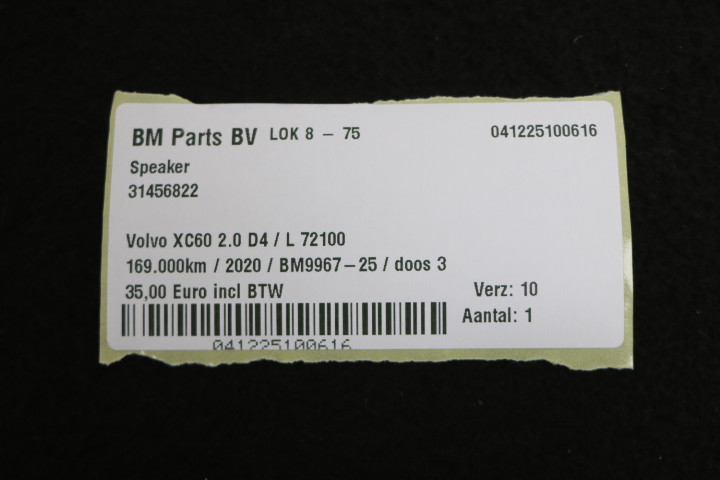 BM Parts BV LOK 8 - 75 041225100616
Speaker
31456822
Volvo XC60 2.0 D4 / L 72100
169.000km / 2020 / BM9967-25 / doos 3
35,00 Euro incl BTW Verz: 10
Aantal: 1
041225100616